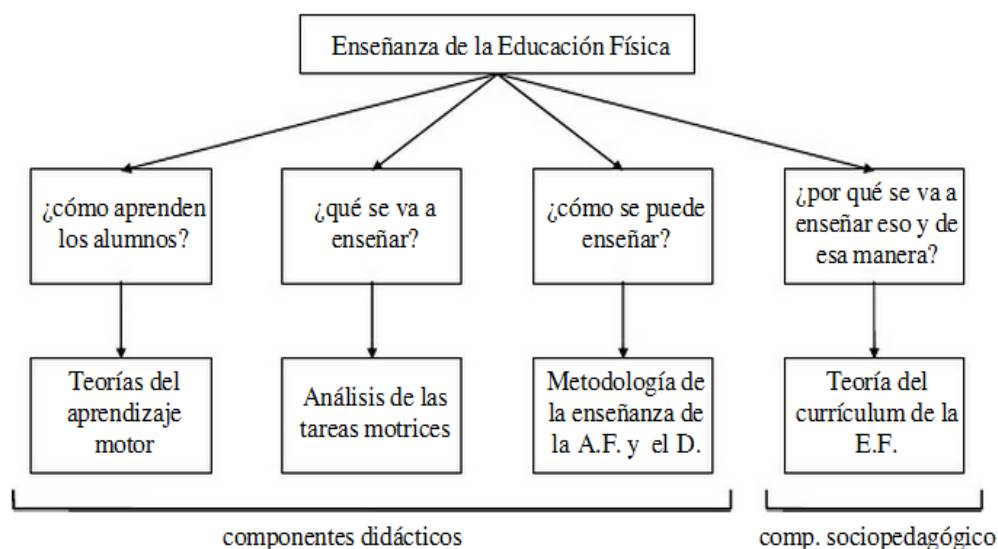 Enseñanza de la Educación Física
¿cómo aprenden
los alumnos?
¿qué se va a
enseñar?
¿cómo se puede
enseñar?
¿por qué se va a
enseñar eso y de
esa manera?
Teorías del
aprendizaje
motor
Análisis de las
tareas motrices
Metodología de
la enseñanza de
la A.F. y el D.
Teoría del
currículum de la
E.F.
componentes didácticos
comp. sociopedagógico